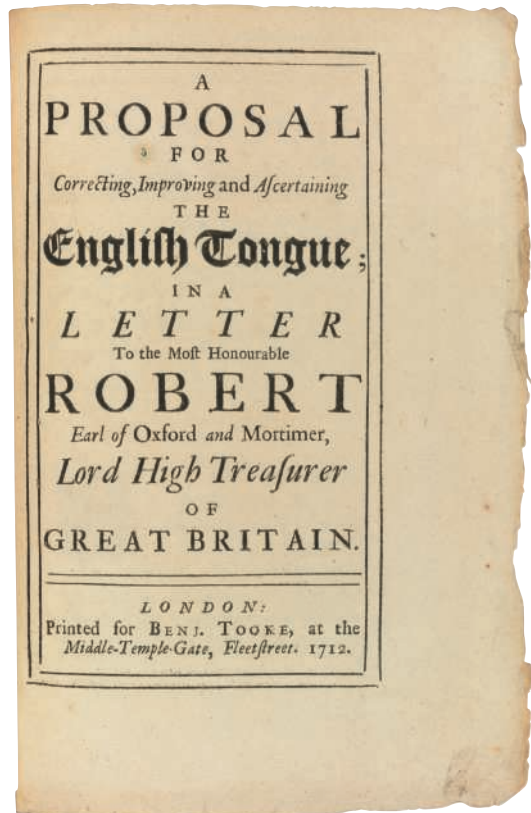 A
PROPOSAL
FOR
Correcting, Improving and Aſcertaining
THE
Engliſh Tongue;
IN A
LETTER
To the Moſt Honourable
ROBERT
Earl of Oxford and Mortimer,
Lord High Treaſurer
OF
GREAT BRITAIN.
LONDON:
Printed for BENJ. TOOKE, at the
Middle-Temple-Gate, Fleetſtreet. 1712.